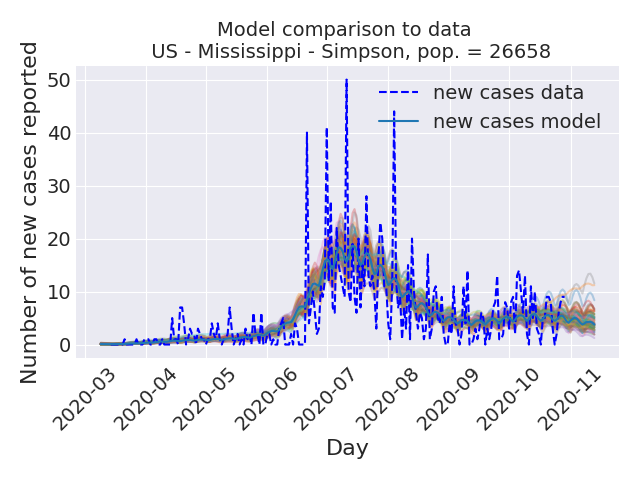 Model comparison to data
US - Mississippi - Simpson, pop. = 26658
Number of new cases reported
50
40
30
20
10
0
new cases data
new cases model
2020-03
2020-04
2020-05
2020-06
2020-07
2020-08
2020-09
2020-10
2020-11
Day